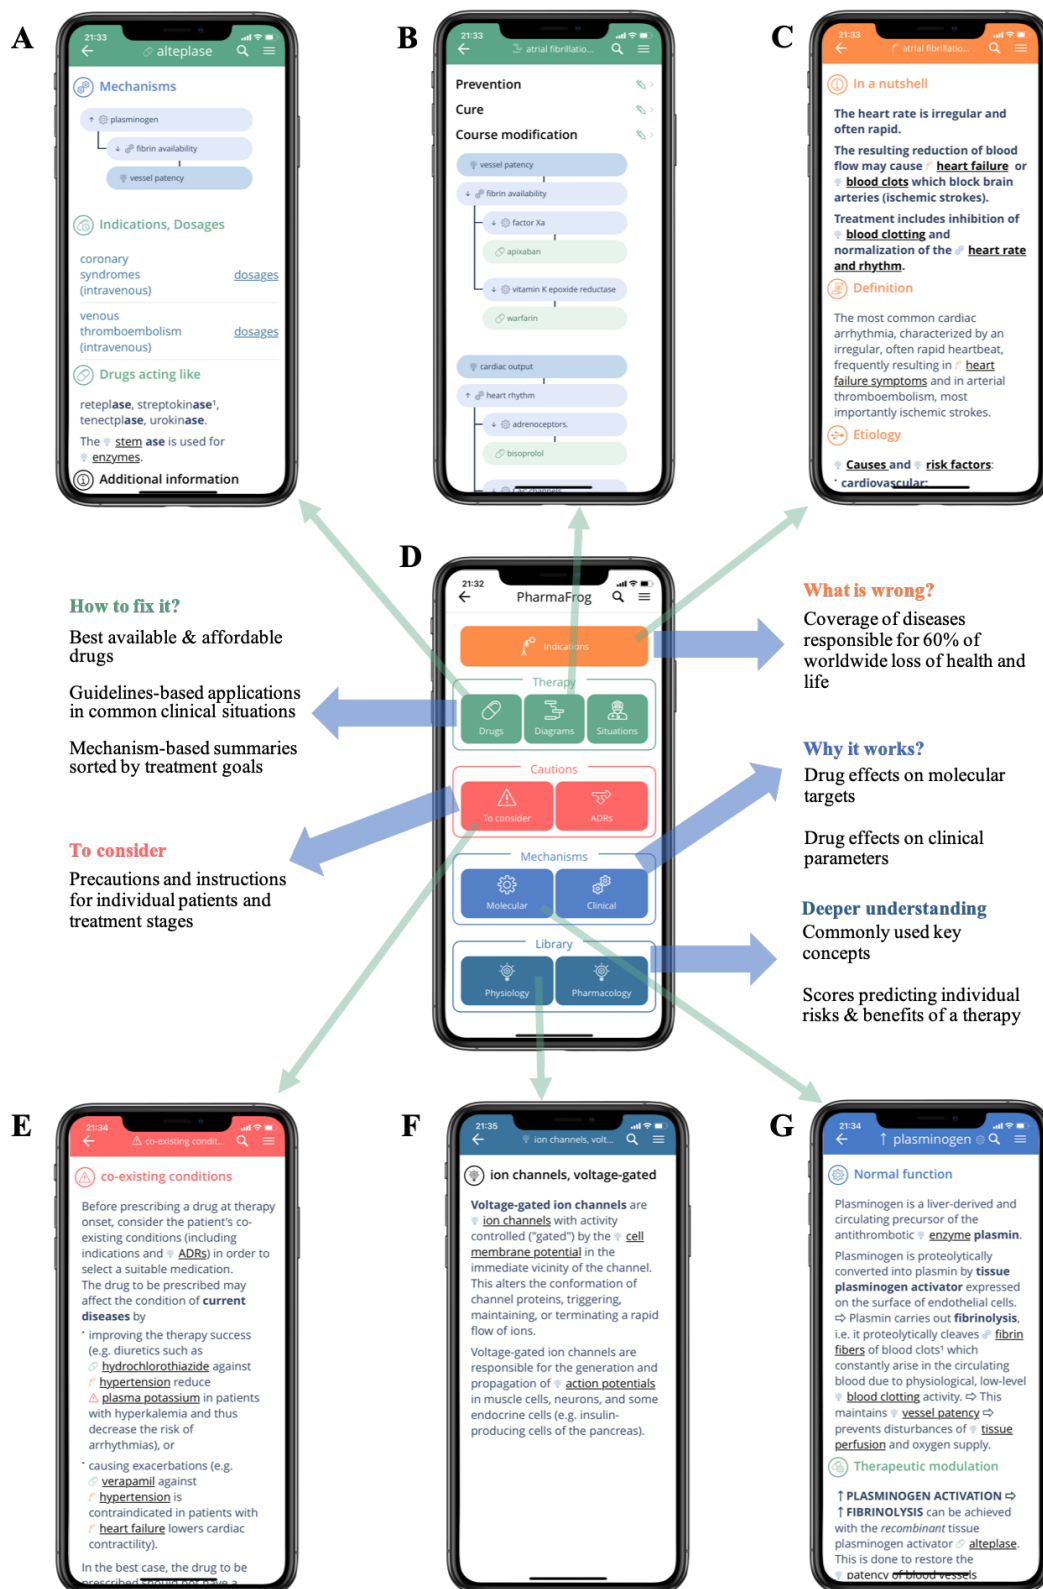 A
21:33
alteplase
Mechanisms
↑ plasminogen
↓ fibrin availability
vessel patency
Indications, Dosages
coronary
syndromes
(intravenous)
dosages
venous
thromboembolism
(intravenous)
dosages
Drugs acting like
reteplase, streptokinase¹,
tenectplase, urokinase.
The stem ase is used for
enzymes.
Additional information
B
21:33
atrial fibrillatio...
Prevention
Cure
Course modification
vessel patency
↓ fibrin availability
↓ factor Xa
apixaban
↓ vitamin K epoxide reductase
warfarin
cardiac output
↑ heart rhythm
↓ adrenoceptors.
bisoprolol
C
21:33
atrial fibrillatio...
In a nutshell
The heart rate is irregular and
often rapid.
The resulting reduction of blood
flow may cause heart failure or
blood clots which block brain
arteries (ischemic strokes).
Treatment includes inhibition of
blood clotting and
normalization of the heart rate
and rhythm.
Definition
The most common cardiac
arrhythmia, characterized by an
irregular, often rapid heartbeat,
frequently resulting in heart
failure symptoms and in arterial
thromboembolism, most
importantly ischemic strokes.
Etiology
Causes and risk factors:
· cardiovascular:
D
21:32
PharmaFrog
Indications
Therapy
Drugs
Diagrams
Situations
Cautions
To consider
ADRs
Mechanisms
Molecular
Clinical
Library
Physiology
Pharmacology
How to fix it?
Best available & affordable
drugs
Guidelines-based applications
in common clinical situations
Mechanism-based summaries
sorted by treatment goals
To consider
Precautions and instructions
for individual patients and
treatment stages
What is wrong?
Coverage of diseases
responsible for 60% of
worldwide loss of health and
life
Why it works?
Drug effects on molecular
targets
Drug effects on clinical
parameters
Deeper understanding
Commonly used key
concepts
Scores predicting individual
risks & benefits of a therapy
E
21:34
co-existing condit...
co-existing conditions
Before prescribing a drug at therapy
onset, consider the patient's co-
existing conditions (including
indications and ADRs) in order to
select a suitable medication.
The drug to be prescribed may
affect the condition of current
diseases by
· improving the therapy success
(e.g. diuretics such as
hydrochlorothiazide against
hypertension reduce
plasma potassium in patients
with hyperkalemia and thus
decrease the risk of
arrhythmias), or
· causing exacerbations (e.g.
verapamil against
hypertension is
contraindicated in patients with
heart failure lowers cardiac
contractility).
In the best case, the drug to be
prescribed should not have a
F
21:35
ion channels, volt...
ion channels, voltage-gated
Voltage-gated ion channels are
ion channels with activity
controlled ("gated") by the cell
membrane potential in the
immediate vicinity of the channel.
This alters the conformation of
channel proteins, triggering,
maintaining, or terminating a rapid
flow of ions.
Voltage-gated ion channels are
responsible for the generation and
propagation of action potentials
in muscle cells, neurons, and some
endocrine cells (e.g. insulin-
producing cells of the pancreas).
G
21:34
↑ plasminogen
Normal function
Plasminogen is a liver-derived and
circulating precursor of the
antithrombotic enzyme plasmin.
Plasminogen is proteolytically
converted into plasmin by tissue
plasminogen activator expressed
on the surface of endothelial cells.
⇨ Plasmin carries out fibrinolysis,
i.e. it proteolytically cleaves fibrin
fibers of blood clots¹ which
constantly arise in the circulating
blood due to physiological, low-level
blood clotting activity. ⇨ This
maintains vessel patency ⇨
prevents disturbances of tissue
perfusion and oxygen supply.
Therapeutic modulation
↑ PLASMINOGEN ACTIVATION ⇨
↑ FIBRINOLYSIS can be achieved
with the recombinant tissue
plasminogen activator alteplase.
This is done to restore the
patency of blood vessels